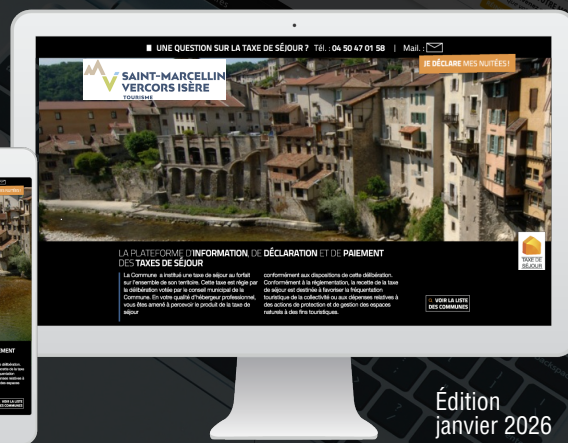 UNE QUESTION SUR LA TAXE DE SÉJOUR ? Tél. : 04 50 47 01 58 | Mail. :
JE DÉCLARE MES NUITÉES !
SAINT-MARCELLIN
VERCORS ISÈRE
TOURISME
LA PLATEFORME D'INFORMATION, DE DÉCLARATION ET DE PAIEMENT
DES TAXES DE SÉJOUR
La Commune a institué une taxe de séjour au forfait
sur l'ensemble de son territoire. Cette taxe est régie par
la délibération votée par le conseil municipal de la
Commune. En votre qualité d'hébergeur professionnel,
vous êtes amené à percevoir le produit de la taxe de
séjour
conformément aux dispositions de cette délibération.
Conformément à la réglementation, la recette de la taxe
de séjour est destinée à favoriser la fréquentation
touristique de la collectivité ou aux dépenses relatives à
des actions de protection et de gestion des espaces
naturels à des fins touristiques.
TAXE DE
SÉJOUR
VOIR LA LISTE
DES COMMUNES
Édition
janvier 2026